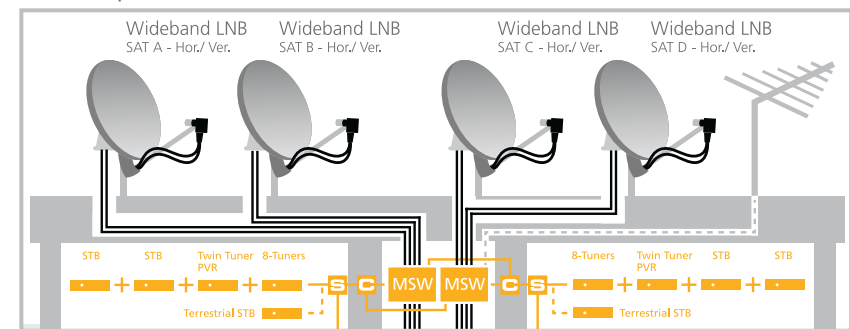 Wideband LNB
SAT A - Hor./ Ver.
Wideband LNB
SAT B - Hor./ Ver.
Wideband LNB
SAT C - Hor./ Ver.
Wideband LNB
SAT D - Hor./ Ver.
STB
STB
Twin Tuner
PVR
8-Tuners
S
C
MSW
MSW
C
S
8-Tuners
Twin Tuner
PVR
STB
STB
Terrestrial STB
Terrestrial STB